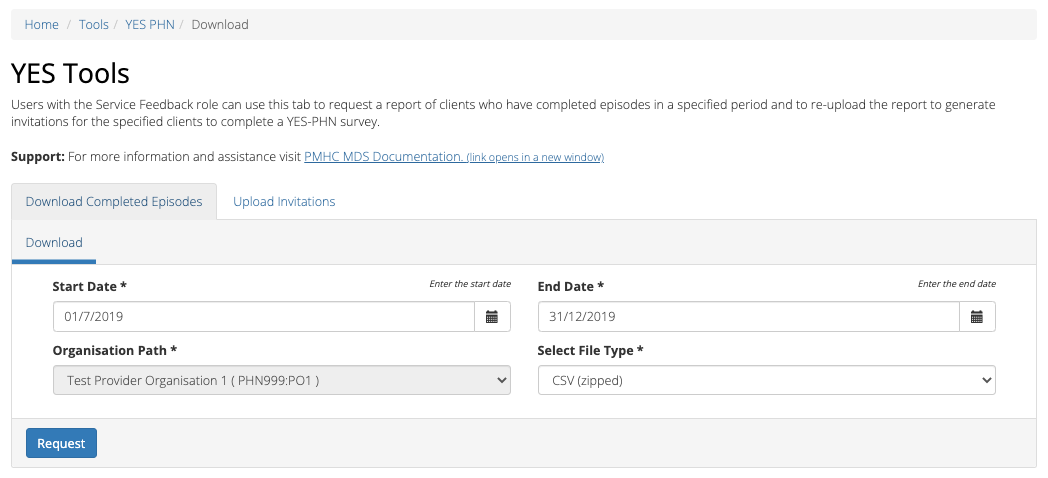 Home / Tools / YES PHN / Download
YES Tools
Users with the Service Feedback role can use this tab to request a report of clients who have completed episodes in a specified period and to re-upload the report to generate
invitations for the specified clients to complete a YES-PHN survey.
Support: For more information and assistance visit PMHC MDS Documentation. (link opens in a new window)
Download Completed Episodes Upload Invitations
Download
Start Date * Enter the start date End Date * Enter the end date
01/7/2019 31/12/2019
Organisation Path * Select File Type *
Test Provider Organisation 1 ( PHN999:PO1 ) CSV (zipped)
Request